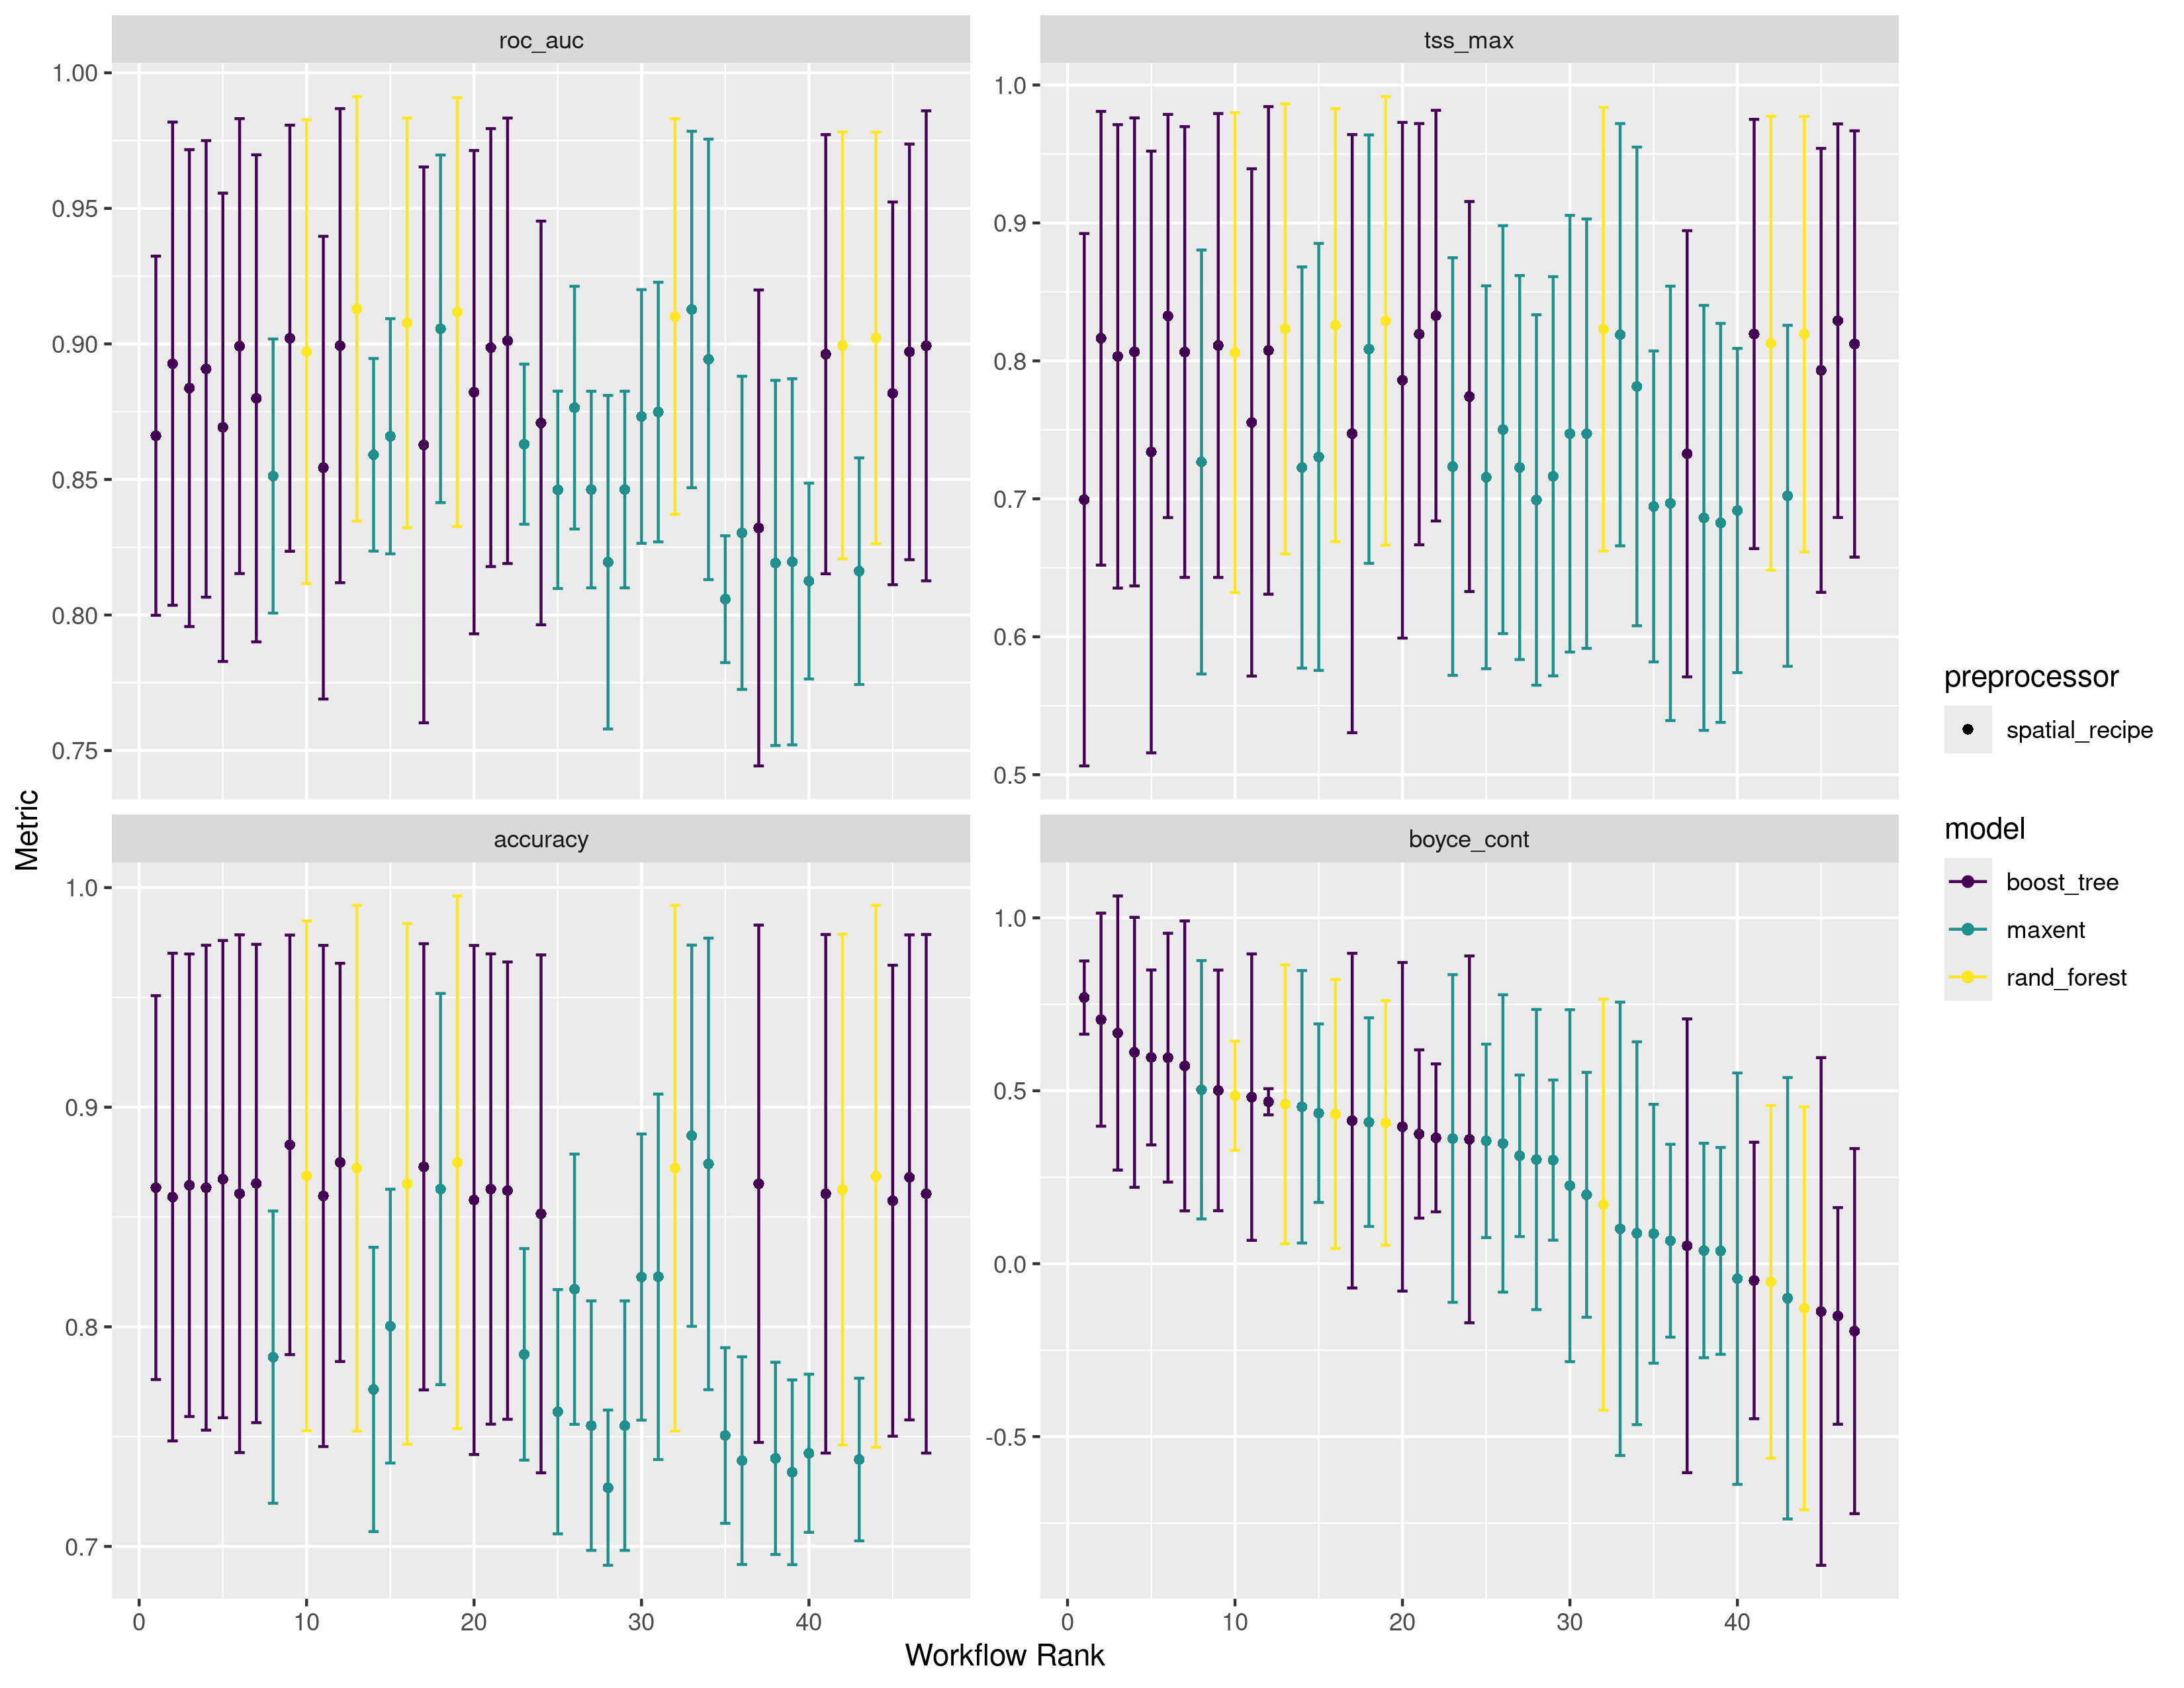 roc_auc
tss_max
1.00
0.95
0.90
0.85
0.80
0.75
1.0
0.9
0.8
0.7
0.6
0.5
accuracy
boyce_cont
1.0
0.9
0.8
0.7
1.0
0.5
0.0
-0.5
0 10 20 30 40
0 10 20 30 40
Workflow Rank
Metric
preprocessor
spatial_recipe
model
boost_tree
maxent
rand_forest